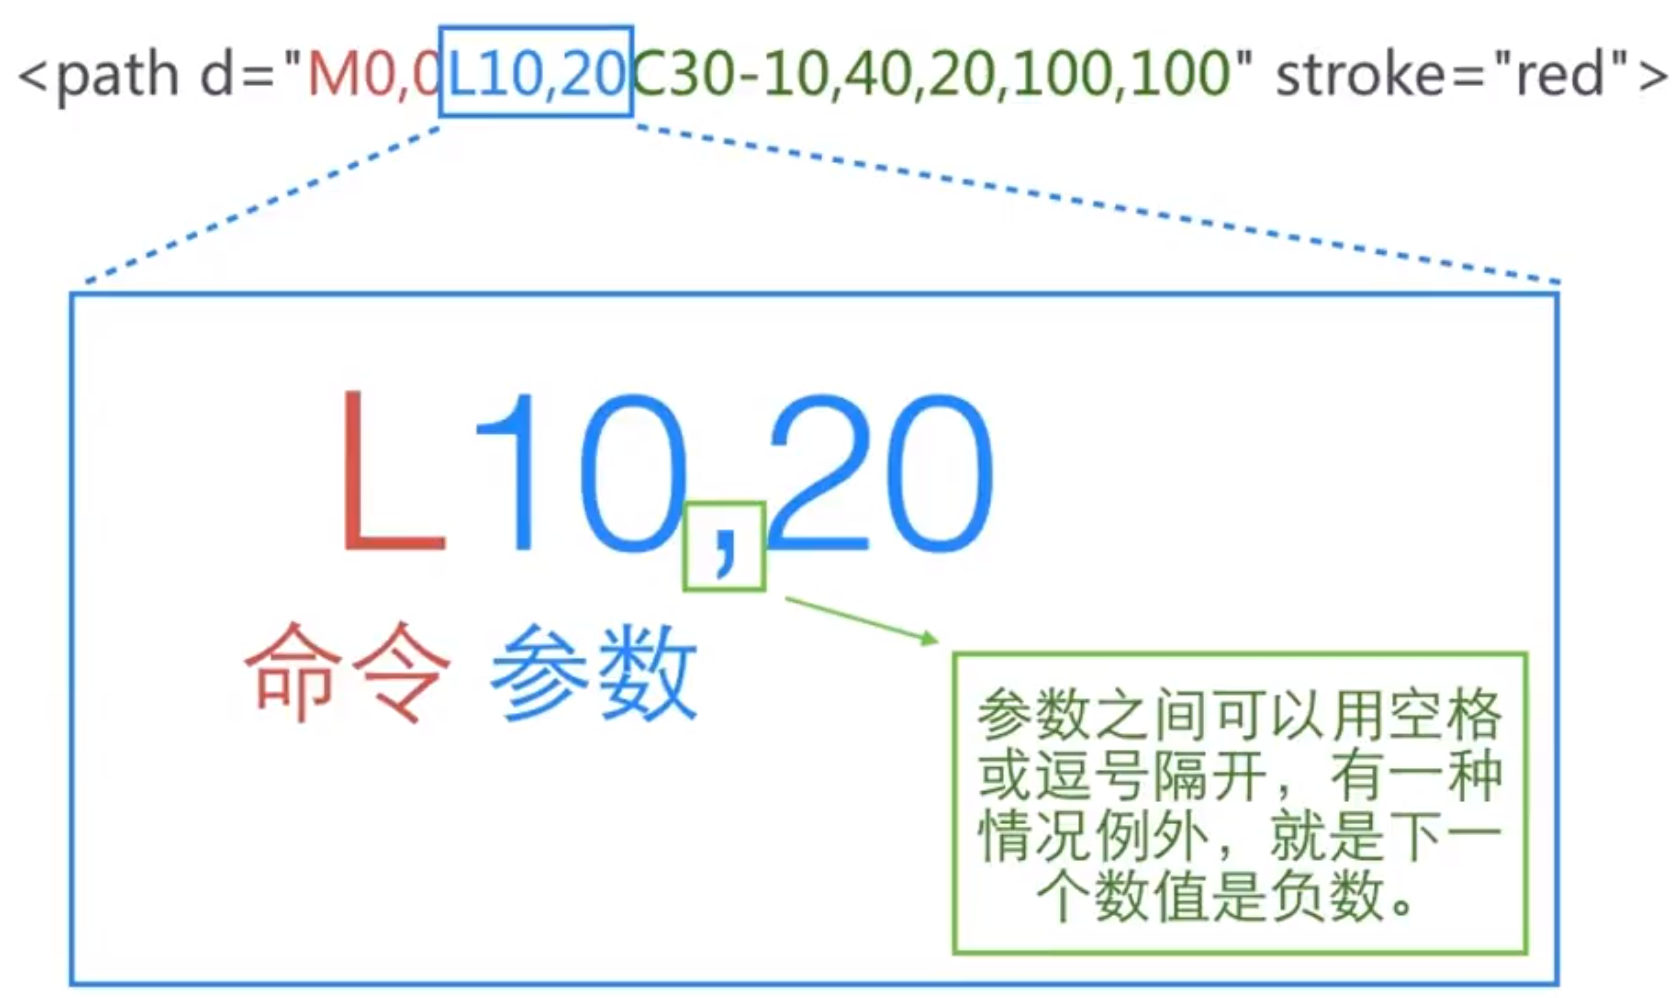 <path d="M0,0L10,20C30-10,40,20,100,100" stroke="red">
L10,20
命令 参数
参数之间可以用空格
或逗号隔开，有一种
情况例外，就是下一
个数值是负数。